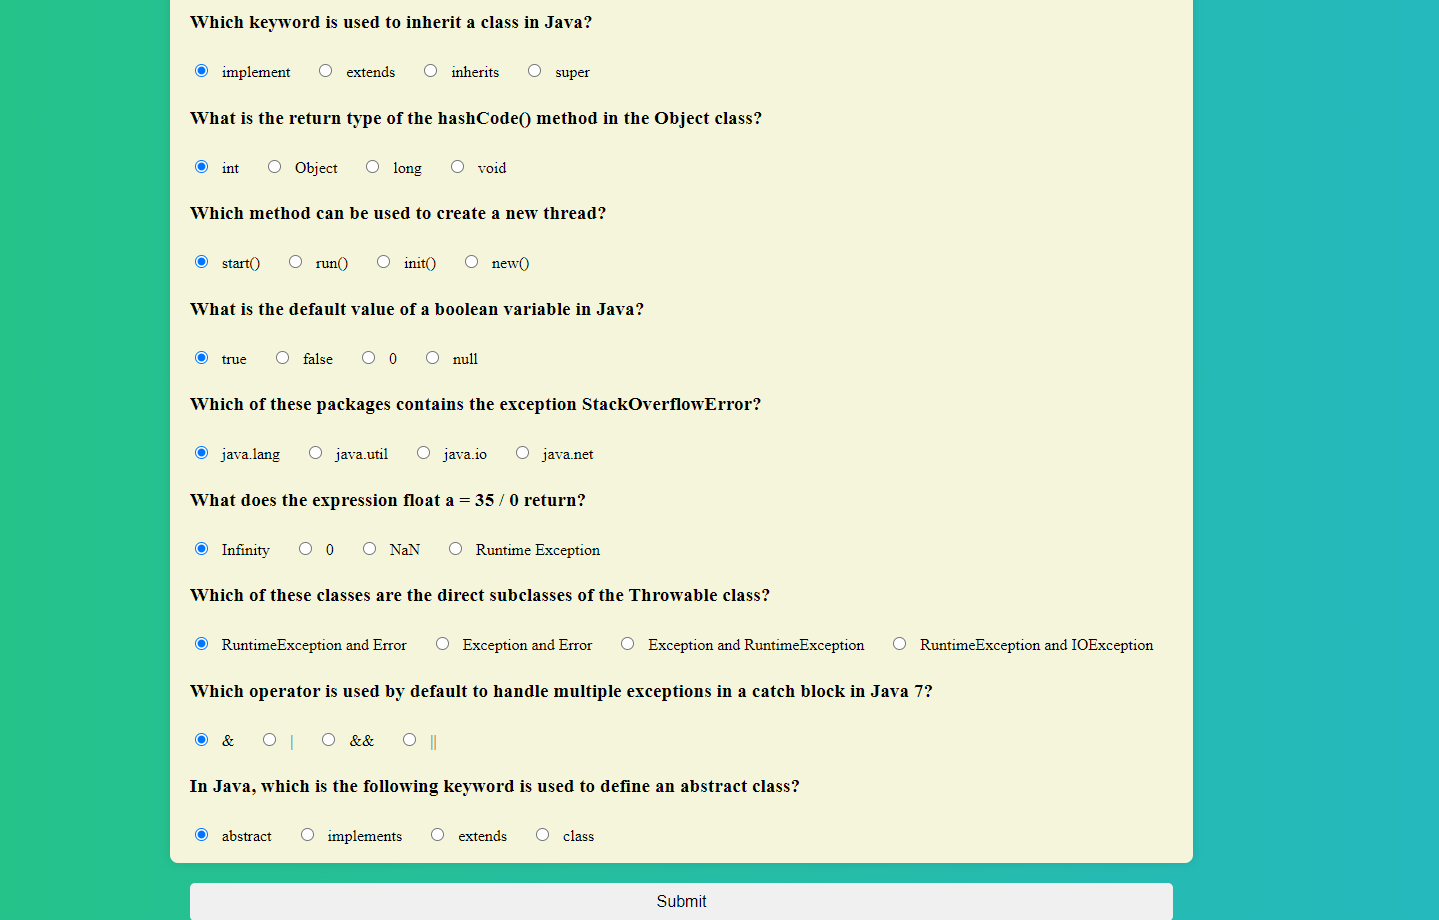 Which keyword is used to inherit a class in Java?
implement extends inherits super
What is the return type of the hashCode() method in the Object class?
int Object long void
Which method can be used to create a new thread?
start() run() init() new()
What is the default value of a boolean variable in Java?
true false 0 null
Which of these packages contains the exception StackOverflowError?
java.lang java.util java.io java.net
What does the expression float a = 35 / 0 return?
Infinity 0 NaN Runtime Exception
Which of these classes are the direct subclasses of the Throwable class?
RuntimeException and Error Exception and Error Exception and RuntimeException RuntimeException and IOException
Which operator is used by default to handle multiple exceptions in a catch block in Java 7?
& | && ||
In Java, which is the following keyword is used to define an abstract class?
abstract implements extends class
Submit